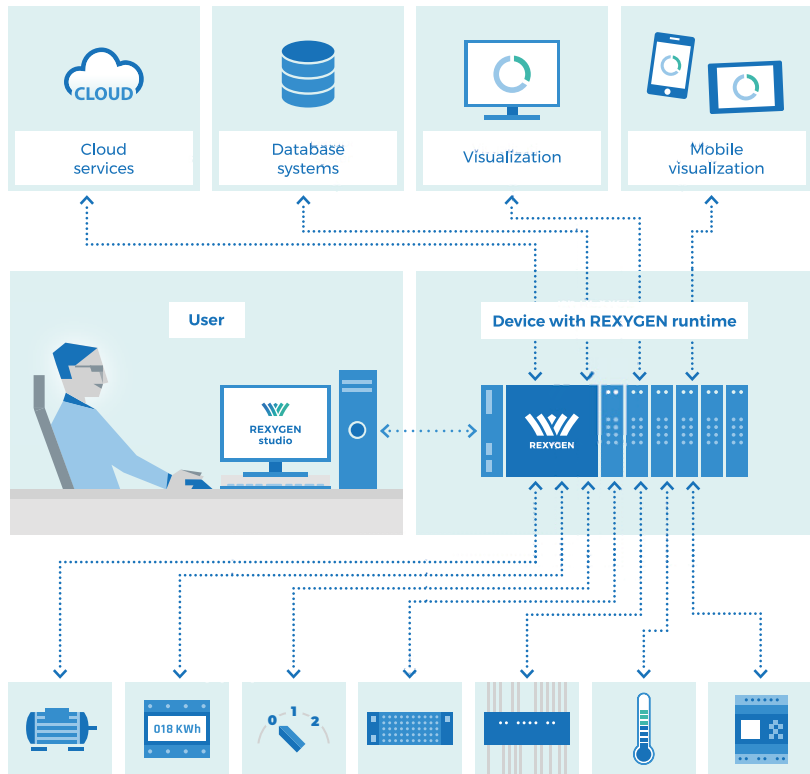 CLOUD
Cloud
services
Database
systems
Visualization
Mobile
visualization
User
Device with REXYGEN runtime
REXYGEN
studio
REXYGEN
018 KWh
0
1
2